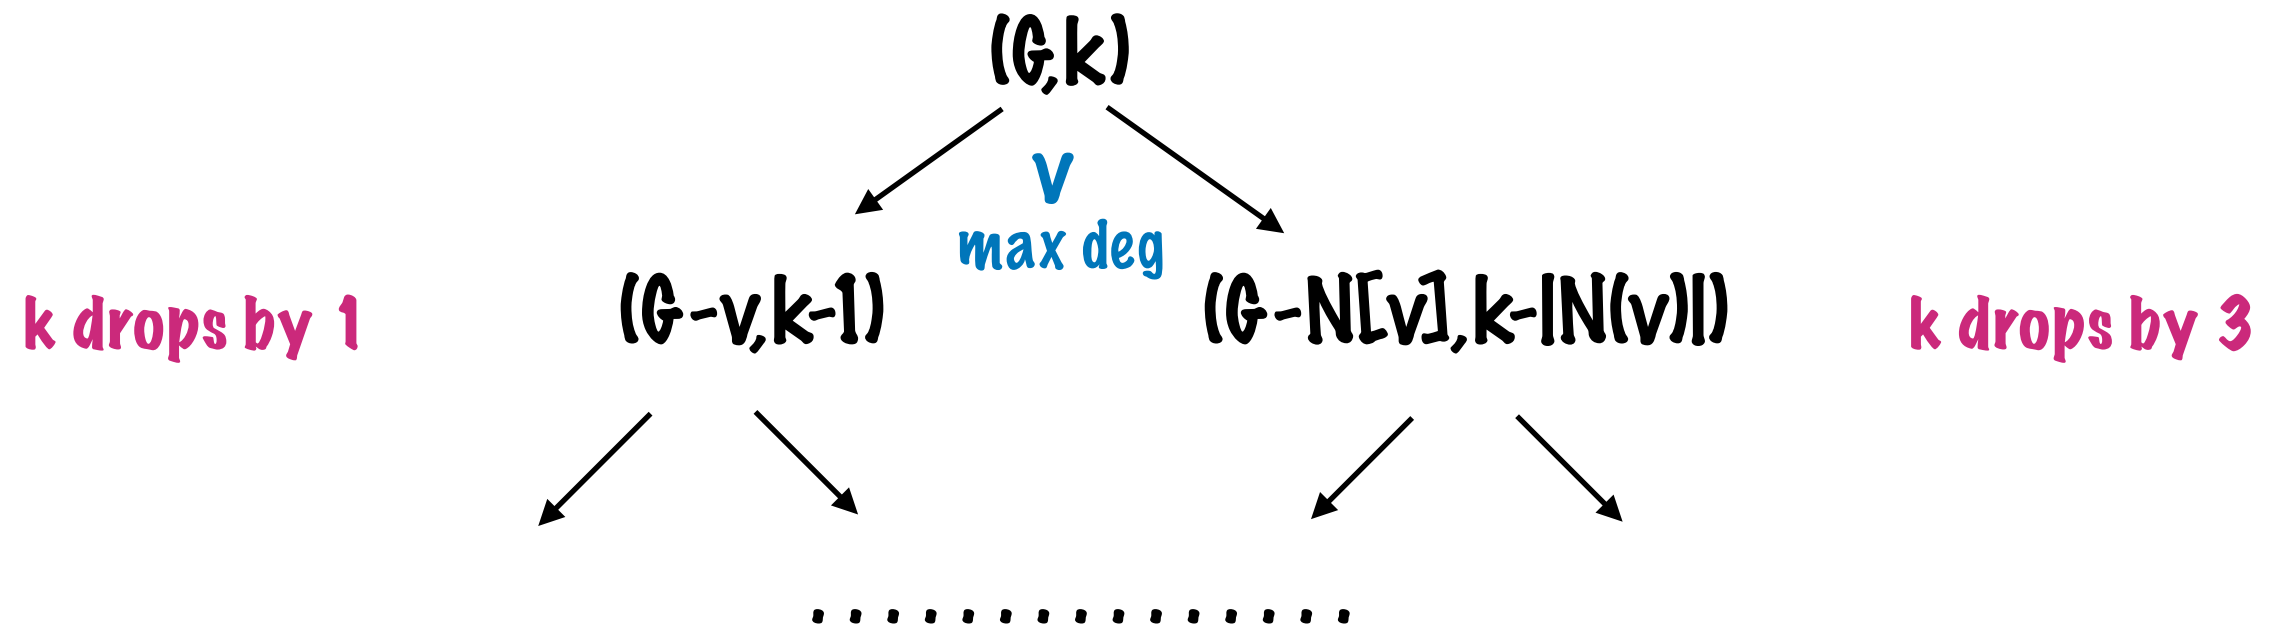 (G,k)
v
max deg
k drops by 1
(G-v,k-1)
(G-N[v],k-|N(v)|)
k drops by 3
...............